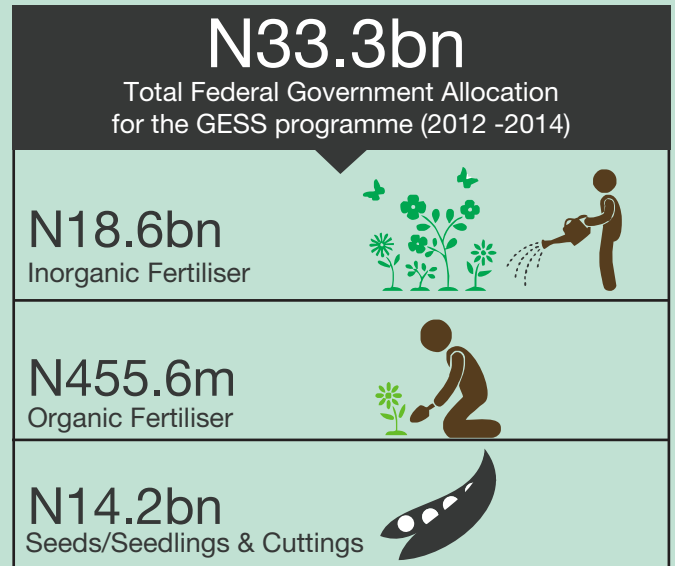 N33.3bn
Total Federal Government Allocation
for the GESS programme (2012 -2014)
N18.6bn
Inorganic Fertiliser
N455.6m
Organic Fertiliser
N14.2bn
Seeds/Seedlings & Cuttings